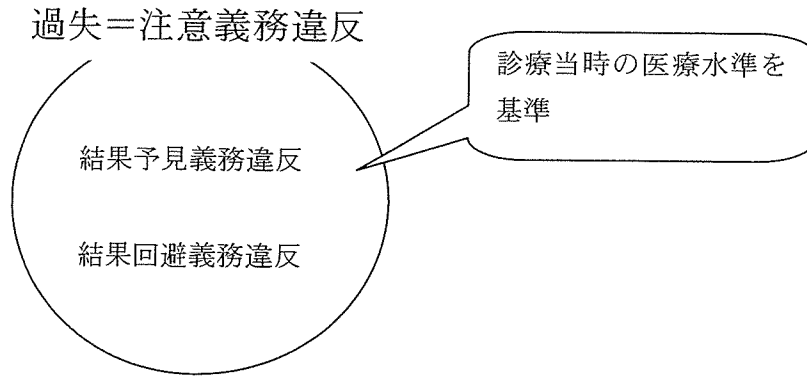 過失＝注意義務違反
診療当時の医療水準を
基準
結果予見義務違反
結果回避義務違反